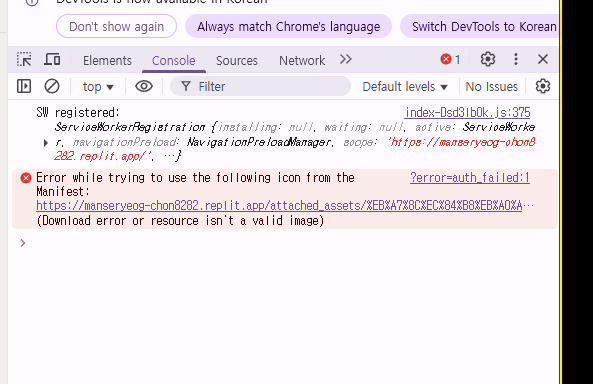 DevTools is now available in Korean
Don't show again Always match Chrome's language Switch DevTools to Korean
Elements Console Sources Network 1
top Filter Default levels No Issues
SW registered: index-Dsd3lb0k.js:375
ServiceWorkerRegistration {installing: null, waiting: null, active: ServiceWorke
r, navigationPreload: NavigationPreloadManager, scope: 'https://manseryeog-chon8
282.replit.app/', …}
Error while trying to use the following icon from the ?error=auth_failed:1
Manifest:
https://manseryeog-chon8282.replit.app/attached_assets/%EB%A7%8C%EC%84%B8%EB%A0%A…
(Download error or resource isn't a valid image)